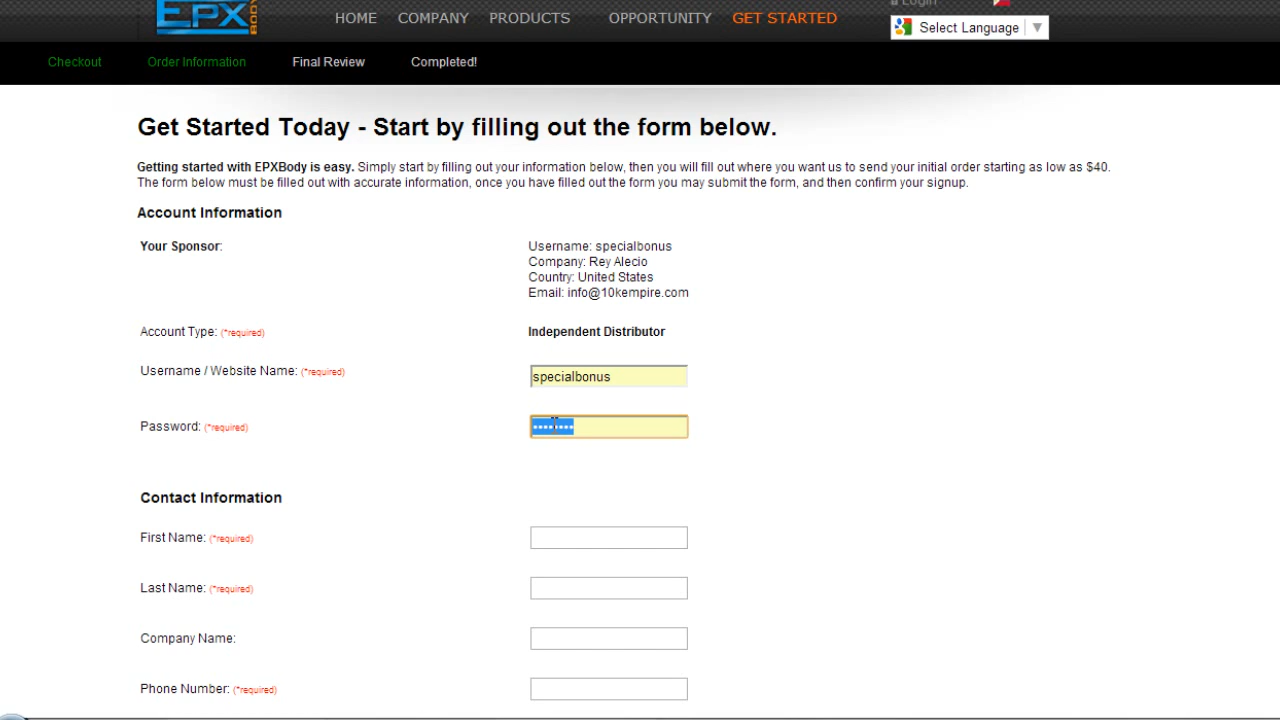 EPX BODY
HOME COMPANY PRODUCTS OPPORTUNITY GET STARTED
Login
Select Language ▼
Checkout Order Information Final Review Completed!
Get Started Today - Start by filling out the form below.
Getting started with EPXBody is easy. Simply start by filling out your information below, then you will fill out where you want us to send your initial order starting as low as $40.
The form below must be filled out with accurate information, once you have filled out the form you may submit the form, and then confirm your signup.
Account Information
Your Sponsor: Username: specialbonus
Company: Rey Alecio
Country: United States
Email: info@10kempire.com
Account Type: (*required) Independent Distributor
Username / Website Name: (*required) specialbonus
Password: (*required) ••••••••
Contact Information
First Name: (*required)
Last Name: (*required)
Company Name:
Phone Number: (*required)